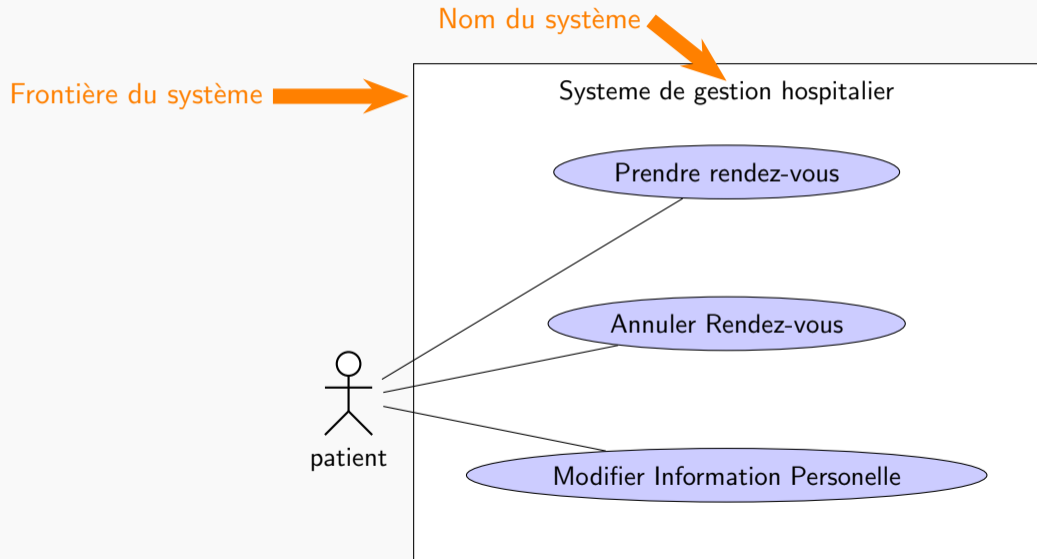 Nom du système
Frontière du système
Systeme de gestion hospitalier
Prendre rendez-vous
Annuler Rendez-vous
patient
Modifier Information Personelle